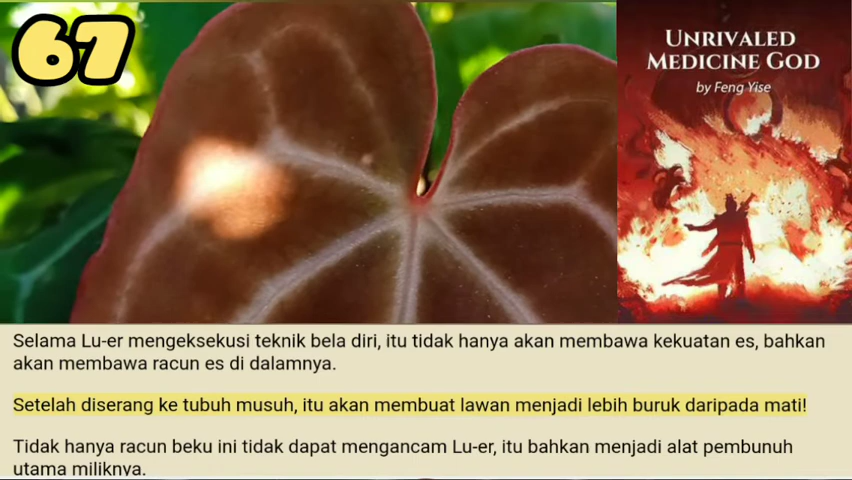 67
UNRIVALED
MEDICINE GOD
by Feng Yise
Selama Lu-er mengeksekusi teknik bela diri, itu tidak hanya akan membawa kekuatan es, bahkan
akan membawa racun es di dalamnya.
Setelah diserang ke tubuh musuh, itu akan membuat lawan menjadi lebih buruk daripada mati!
Tidak hanya racun beku ini tidak dapat mengancam Lu-er, itu bahkan menjadi alat pembunuh
utama miliknya.